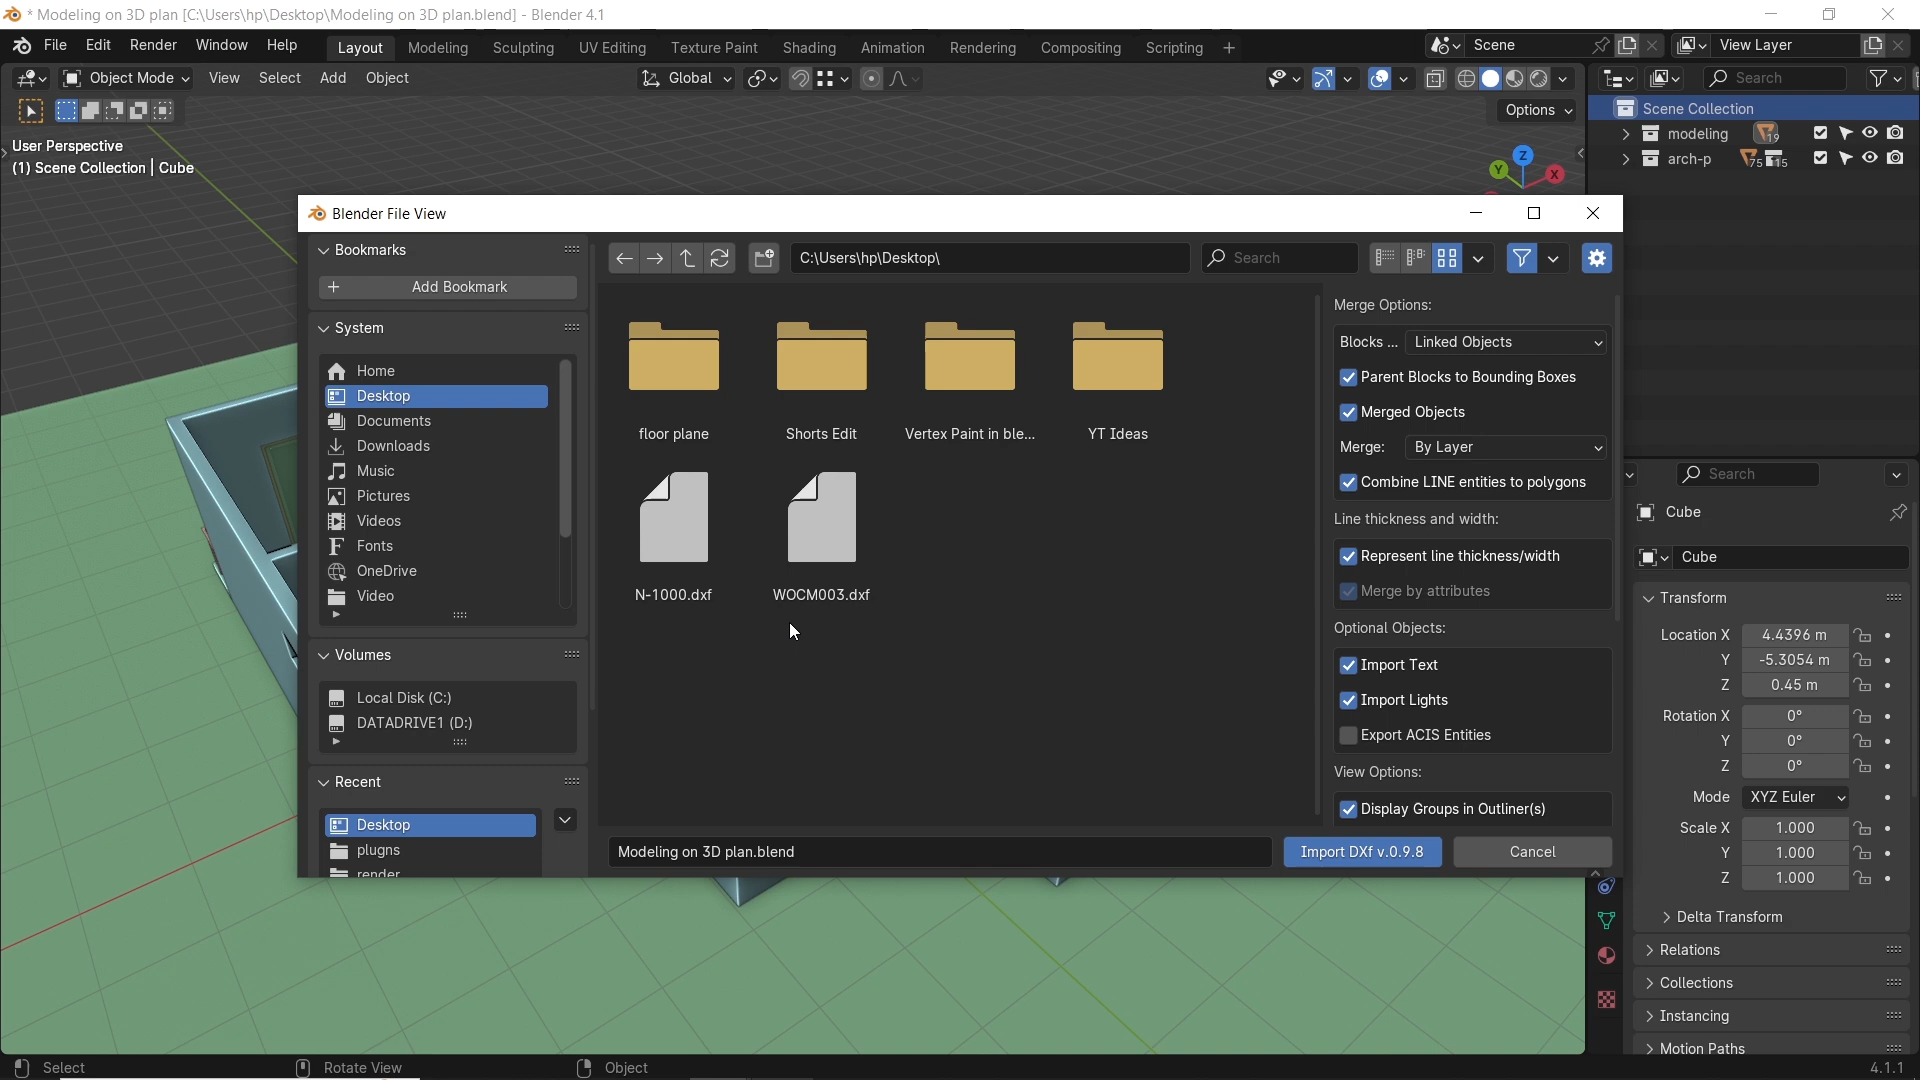 * Modeling on 3D plan [C:\Users\hp\Desktop\Modeling on 3D plan.blend] - Blender 4.1
File Edit Render Window Help Layout Modeling Sculpting UV Editing Texture Paint Shading Animation Rendering Compositing Scripting + Scene View Layer
Object Mode View Select Add Object Global Search
Options
User Perspective
(1) Scene Collection | Cube
Z
Y
X
Scene Collection
modeling 19
arch-p 75 15
Blender File View
Bookmarks
Add Bookmark
System
Home
Desktop
Documents
Downloads
Music
Pictures
Videos
Fonts
OneDrive
Video
Volumes
Local Disk (C:)
DATADRIVE1 (D:)
Recent
Desktop
plugns
render
C:\Users\hp\Desktop\
Search
floor plane
Shorts Edit
Vertex Paint in ble...
YT Ideas
N-1000.dxf
WOCM003.dxf
Merge Options:
Blocks ... Linked Objects
Parent Blocks to Bounding Boxes
Merged Objects
Merge: By Layer
Combine LINE entities to polygons
Line thickness and width:
Represent line thickness/width
Merge by attributes
Optional Objects:
Import Text
Import Lights
Export ACIS Entities
View Options:
Display Groups in Outliner(s)
Modeling on 3D plan.blend
Import DXf v.0.9.8
Cancel
Search
Cube
Cube
Transform
Location X 4.4396 m
Y -5.3054 m
Z 0.45 m
Rotation X 0°
Y 0°
Z 0°
Mode XYZ Euler
Scale X 1.000
Y 1.000
Z 1.000
Delta Transform
Relations
Collections
Instancing
Motion Paths
Select
Rotate View
Object
4.1.1